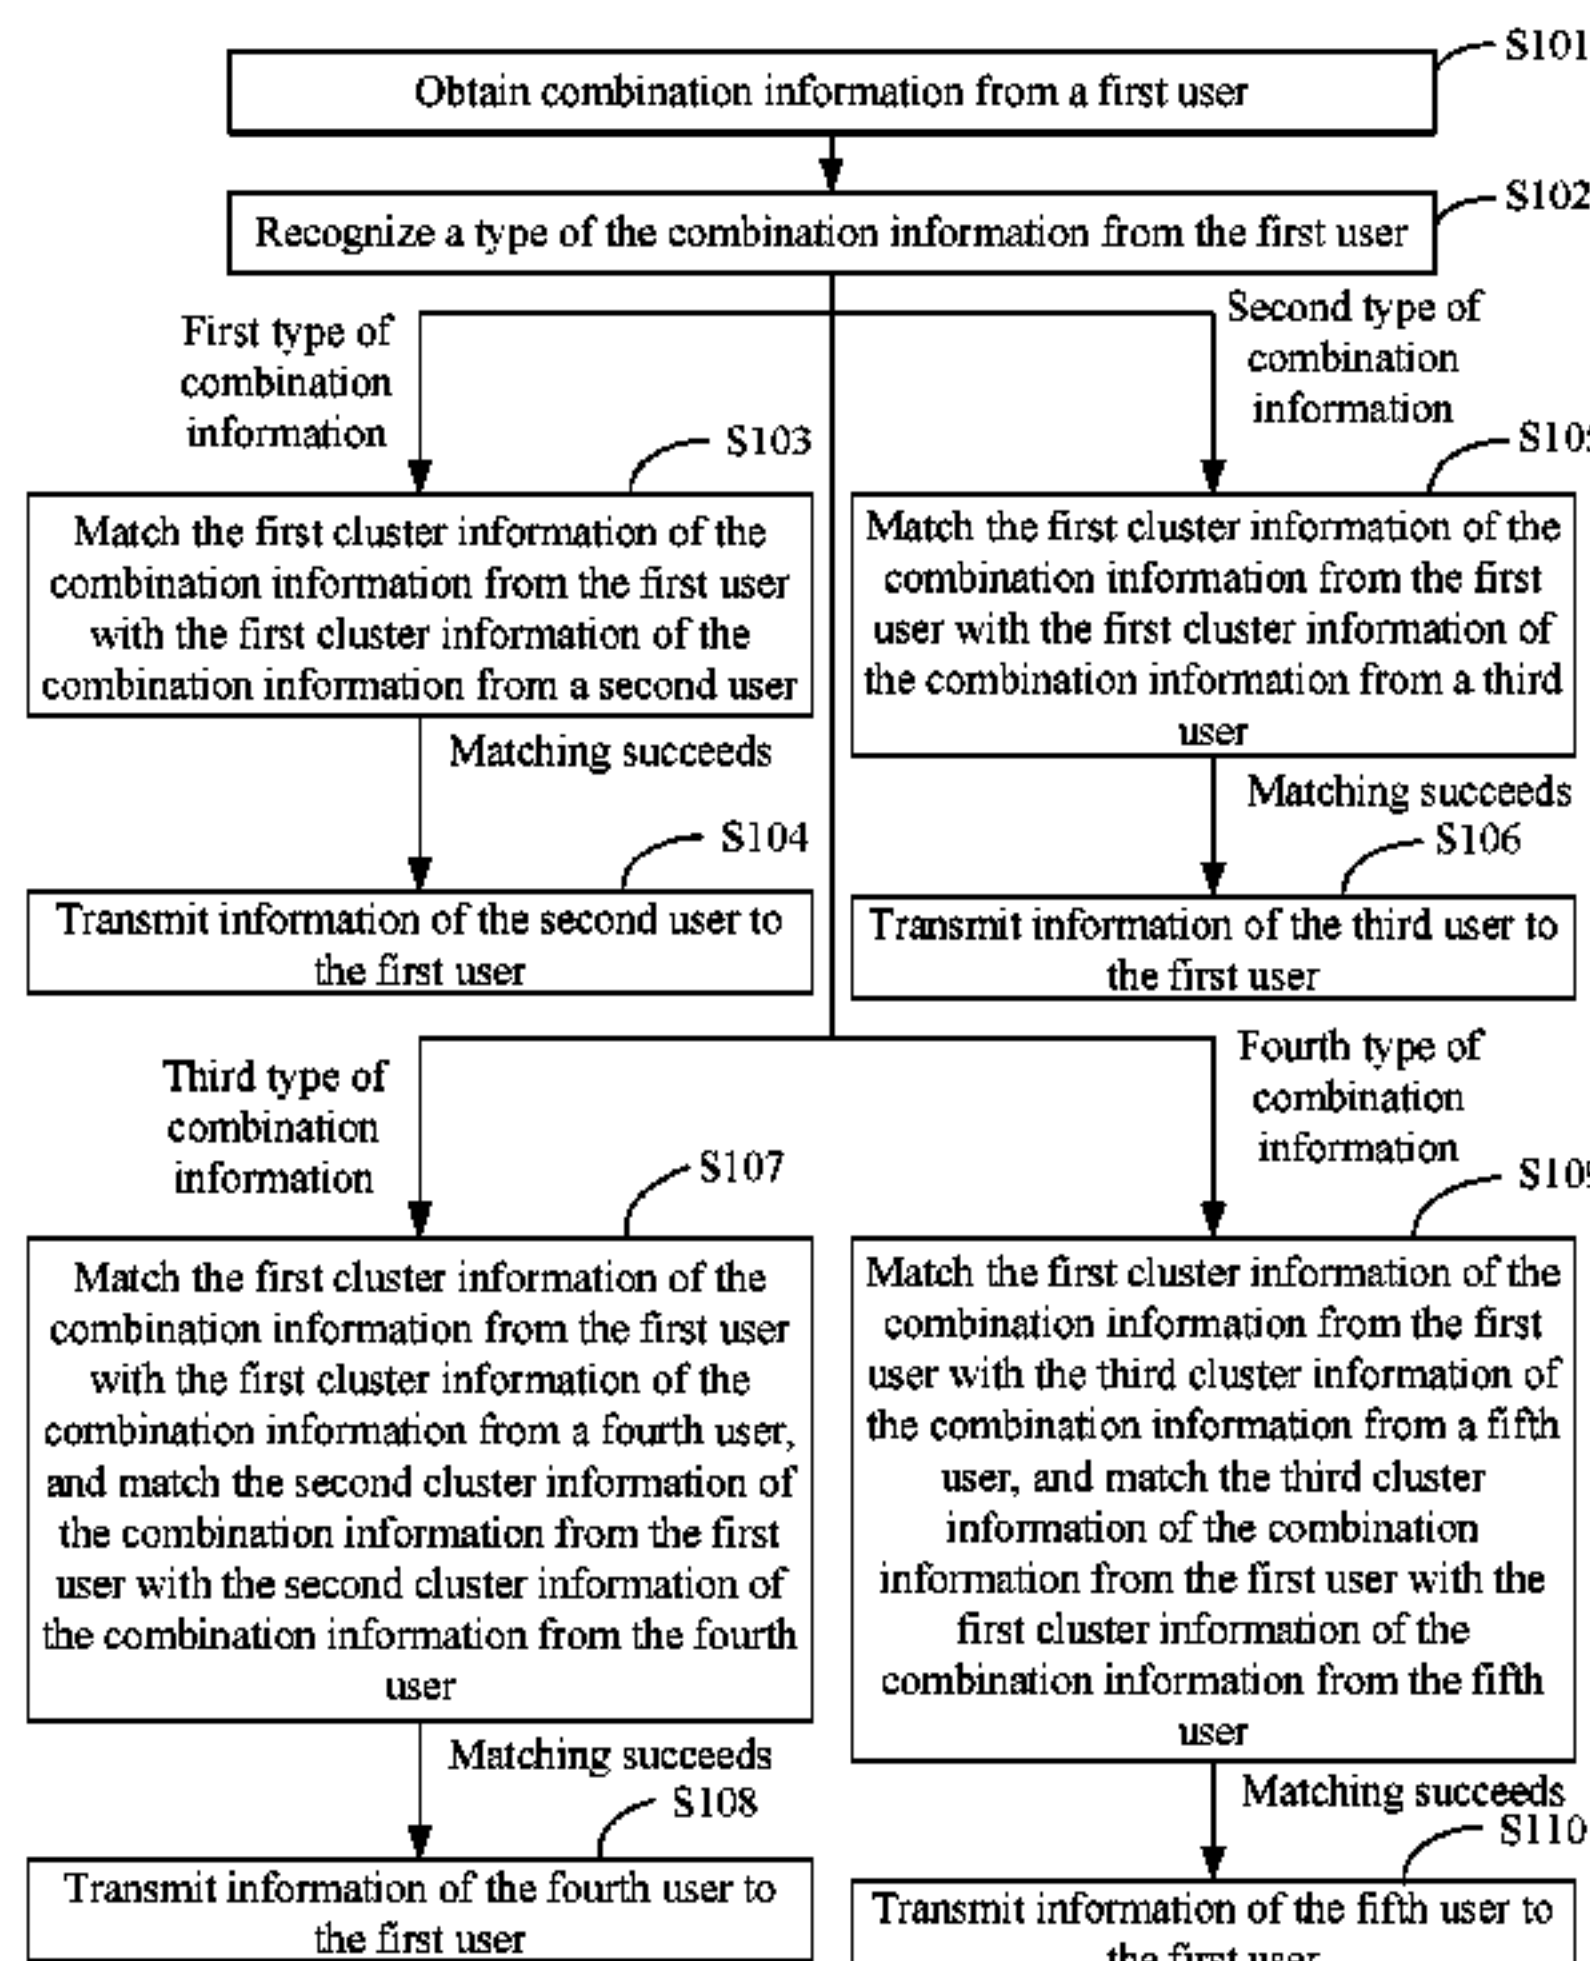 S101
Obtain combination information from a first user
S102
Recognize a type of the combination information from the first user
First type of
combination
information
Second type of
combination
information
S103
Match the first cluster information of the
combination information from the first user
with the first cluster information of the
combination information from a second user
Matching succeeds
S104
Transmit information of the second user to
the first user
S105
Match the first cluster information of the
combination information from the first
user with the first cluster information of
the combination information from a third
user
Matching succeeds
S106
Transmit information of the third user to
the first user
Third type of
combination
information
Fourth type of
combination
information
S107
Match the first cluster information of the
combination information from the first user
with the first cluster information of the
combination information from a fourth user,
and match the second cluster information of
the combination information from the first
user with the second cluster information of
the combination information from the fourth
user
Matching succeeds
S108
Transmit information of the fourth user to
the first user
S109
Match the first cluster information of the
combination information from the first
user with the third cluster information of
the combination information from a fifth
user, and match the third cluster
information of the combination
information from the first user with the
first cluster information of the
combination information from the fifth
user
Matching succeeds
S110
Transmit information of the fifth user to
the first user